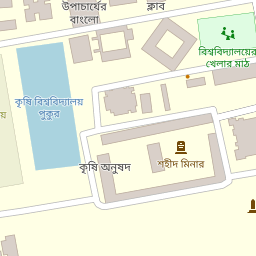 উপাচার্যের
বাংলো
ক্লাব
বিশ্ববিদ্যালয়ের
খেলার মাঠ
কৃষি বিশ্ববিদ্যালয়
পুকুর
কৃষি অনুষদ
শহীদ মিনার